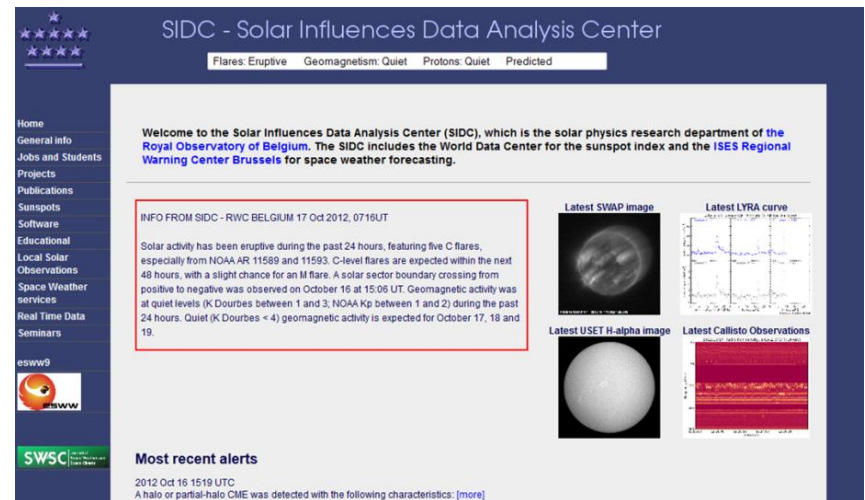 SIDC - Solar Influences Data Analysis Center
Flares: Eruptive Geomagnetism: Quiet Protons: Quiet Predicted
Home
General info
Jobs and Students
Projects
Publications
Sunspots
Software
Educational
Local Solar
Observations
Space Weather
services
Real Time Data
Seminars
esww9
ESWW
SWSC
Welcome to the Solar Influences Data Analysis Center (SIDC), which is the solar physics research department of the
Royal Observatory of Belgium. The SIDC includes the World Data Center for the sunspot index and the ISES Regional
Warning Center Brussels for space weather forecasting.
INFO FROM SIDC - RWC BELGIUM 17 Oct 2012, 0716UT
Solar activity has been eruptive during the past 24 hours, featuring five C flares,
especially from NOAA AR 11589 and 11593. C-level flares are expected within the next
48 hours, with a slight chance for an M flare. A solar sector boundary crossing from
positive to negative was observed on October 16 at 15:06 UT. Geomagnetic activity was
at quiet levels (K Dourbes between 1 and 3; NOAA Kp between 1 and 2) during the past
24 hours. Quiet (K Dourbes < 4) geomagnetic activity is expected for October 17, 18 and
19.
Latest SWAP image
Latest LYRA curve
Latest USET H-alpha image
Latest Callisto Observations
Most recent alerts
2012 Oct 16 1519 UTC
A halo or partial-halo CME was detected with the following characteristics: [more]